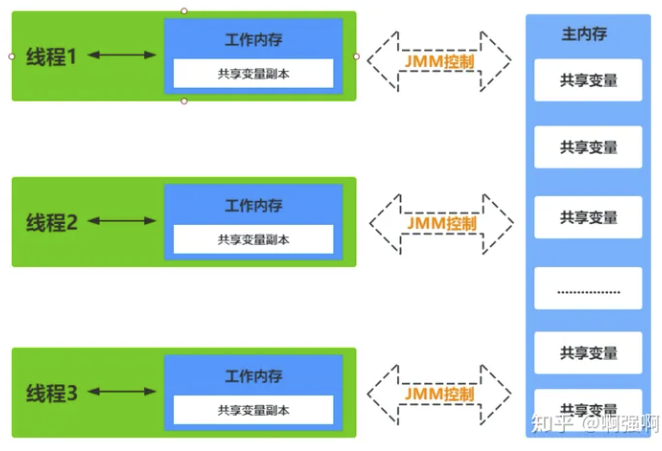 线程1
工作内存
共享变量副本
JMM控制
线程2
工作内存
共享变量副本
JMM控制
线程3
工作内存
共享变量副本
JMM控制
主内存
共享变量
共享变量
共享变量
................
共享变量
共享变量
知乎 @啊强啊